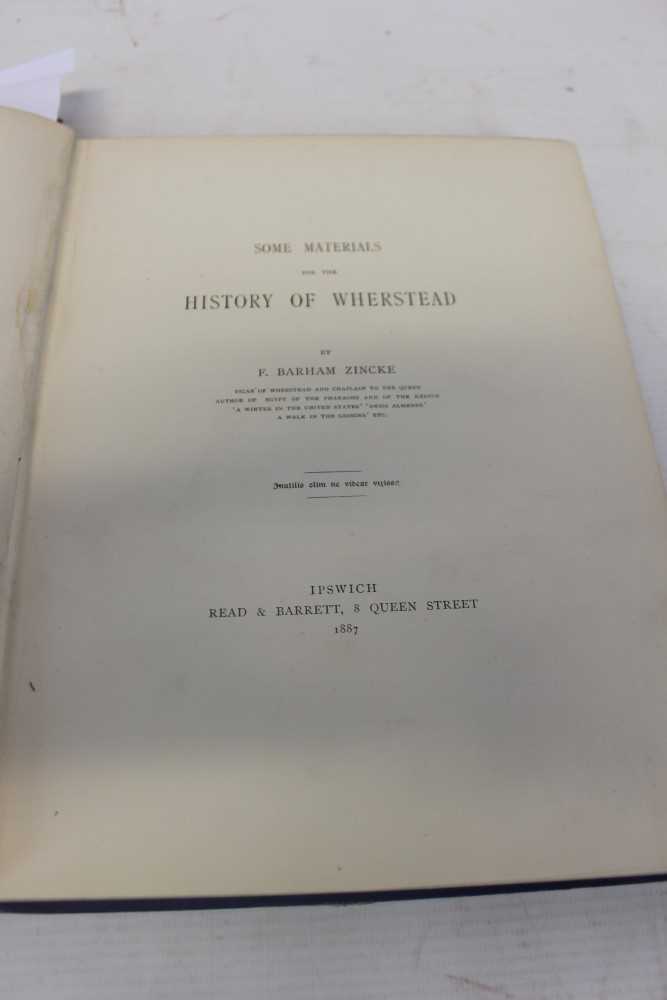 SOME MATERIALS
FOR THE
HISTORY OF WHERSTEAD
BY
F. BARHAM ZINCKE
VICAR OF WHERSTEAD AND CHAPLAIN TO THE QUEEN
AUTHOR OF EGYPT OF THE PHARAOHS AND OF THE KEDIVE
'A WINTER IN THE UNITED STATES' 'SWISS ALMENDS'
A WALK IN THE GRISONS' ETC.
Inutilis olim ne videar vixisse
IPSWICH
READ & BARRETT, 8 QUEEN STREET
1887